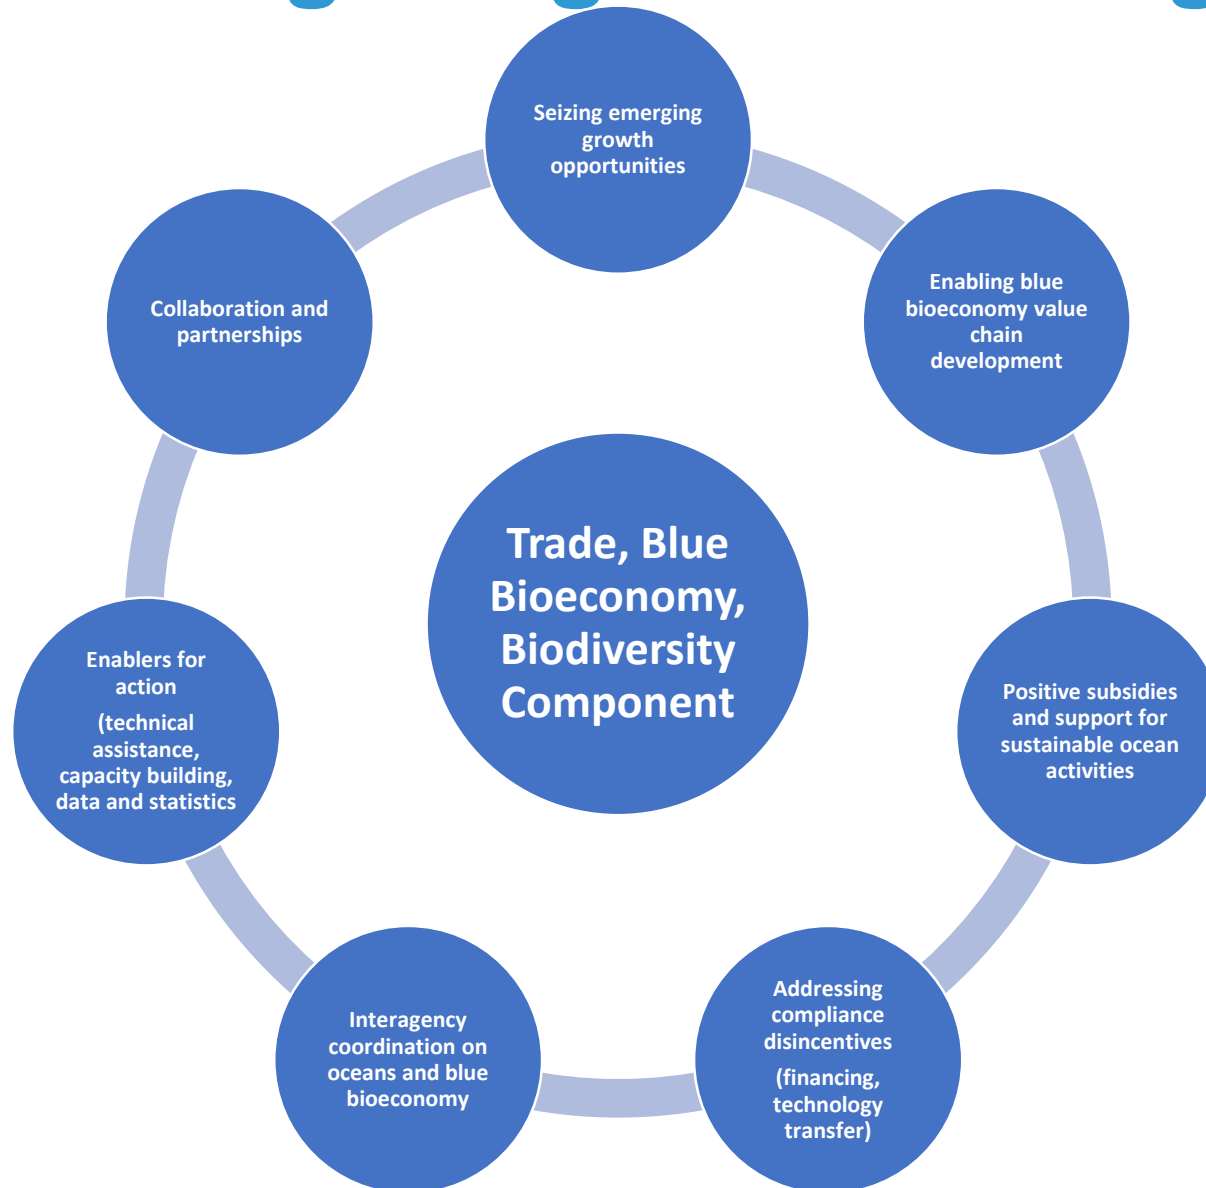 Seizing emerging
growth
opportunities
Enabling blue
bioeconomy value
chain
development
Positive subsidies
and support for
sustainable ocean
activities
Addressing
compliance
disincentives
(financing,
technology
transfer)
Interagency
coordination on
oceans and blue
bioeconomy
Enablers for
action
(technical
assistance,
capacity building,
data and statistics
Collaboration and
partnerships
Trade, Blue
Bioeconomy,
Biodiversity
Component